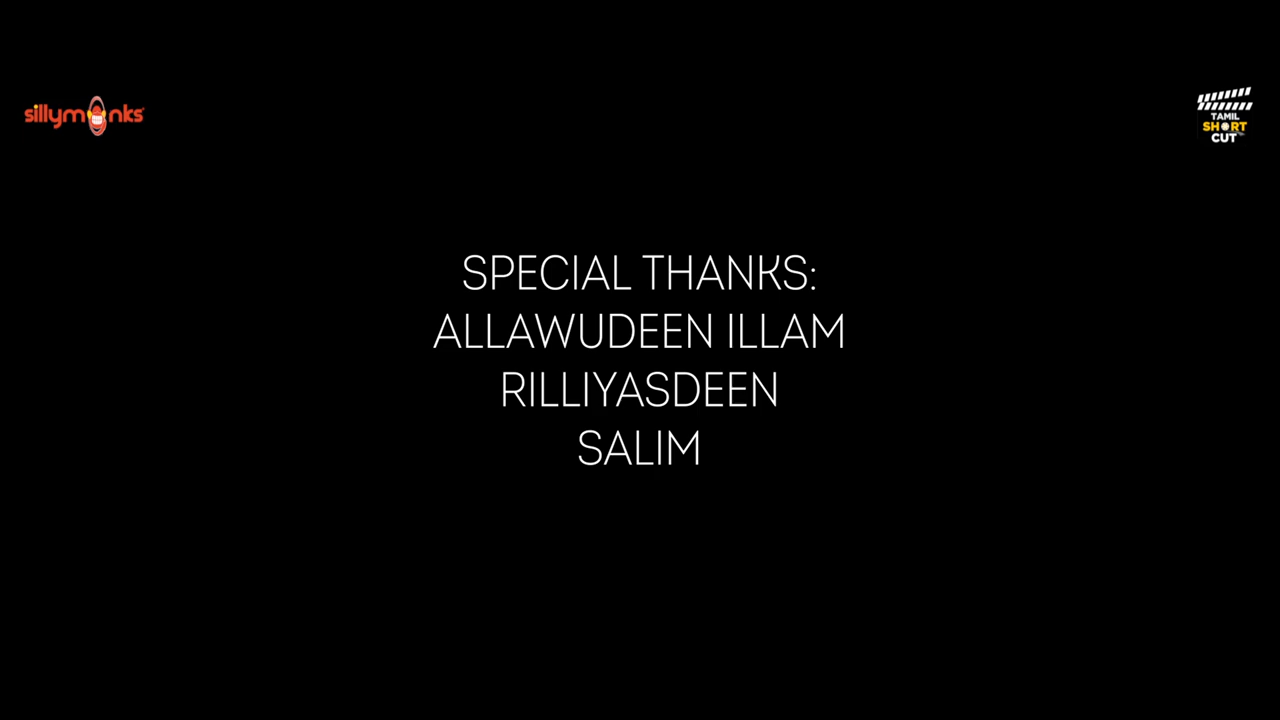 sillymonks
TAMIL
SHORT
CUT
SPECIAL THANKS:
ALLAWUDEEN ILLAM
RILLIYASDEEN
SALIM